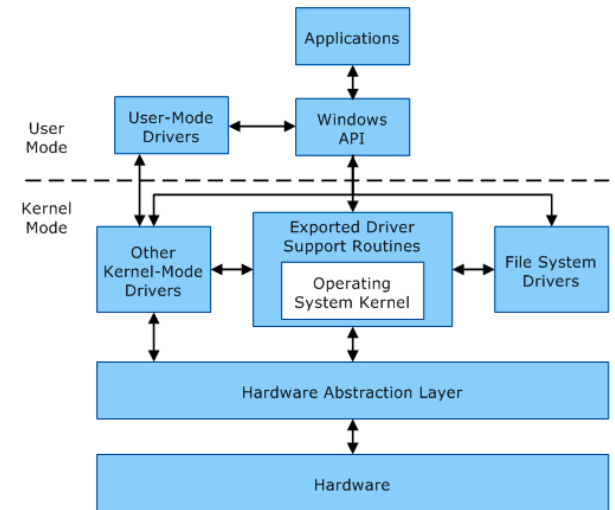 Applications
User-Mode
Drivers
Windows
API
User
Mode
Kernel
Mode
Other
Kernel-Mode
Drivers
Exported Driver
Support Routines
Operating
System Kernel
File System
Drivers
Hardware Abstraction Layer
Hardware